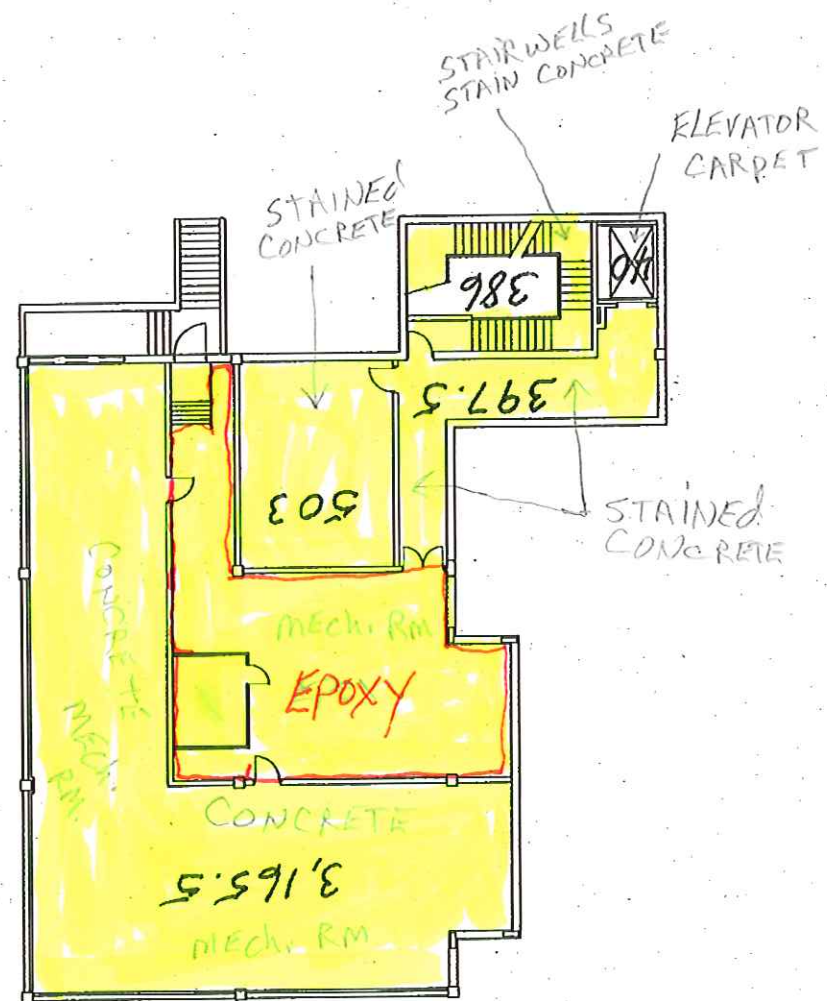 STAIRWELLS
STAIN CONCRETE
ELEVATOR
CARPET
STAINED
CONCRETE
386
40
397.5
503
STAINED
CONCRETE
MECH. RM
EPOXY
CONCRETE
MECH.
RM.
CONCRETE
3,165.5
MECH. RM